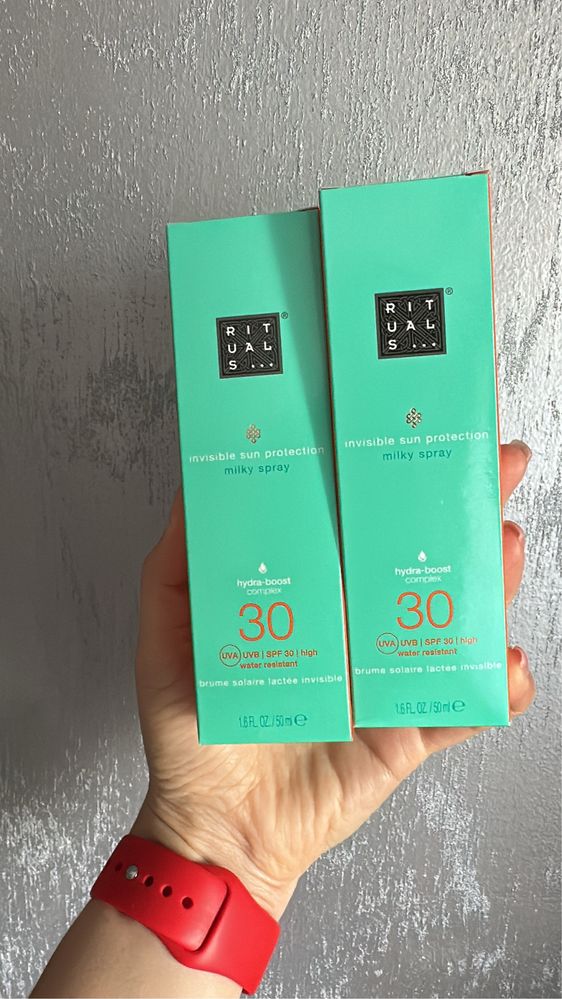 RIT
UAL
S...
®
invisible sun protection
milky spray
hydra-boost
complex
30
UVA UVB | SPF 30 | high
water resistant
brume solaire lactée invisible
1.6 FL. OZ. / 50 ml ℮
RIT
UAL
S...
®
invisible sun protection
milky spray
hydra-boost
complex
30
UVA UVB | SPF 30 | high
water resistant
brume solaire lactée invisible
1.6 FL. OZ. / 50 ml ℮